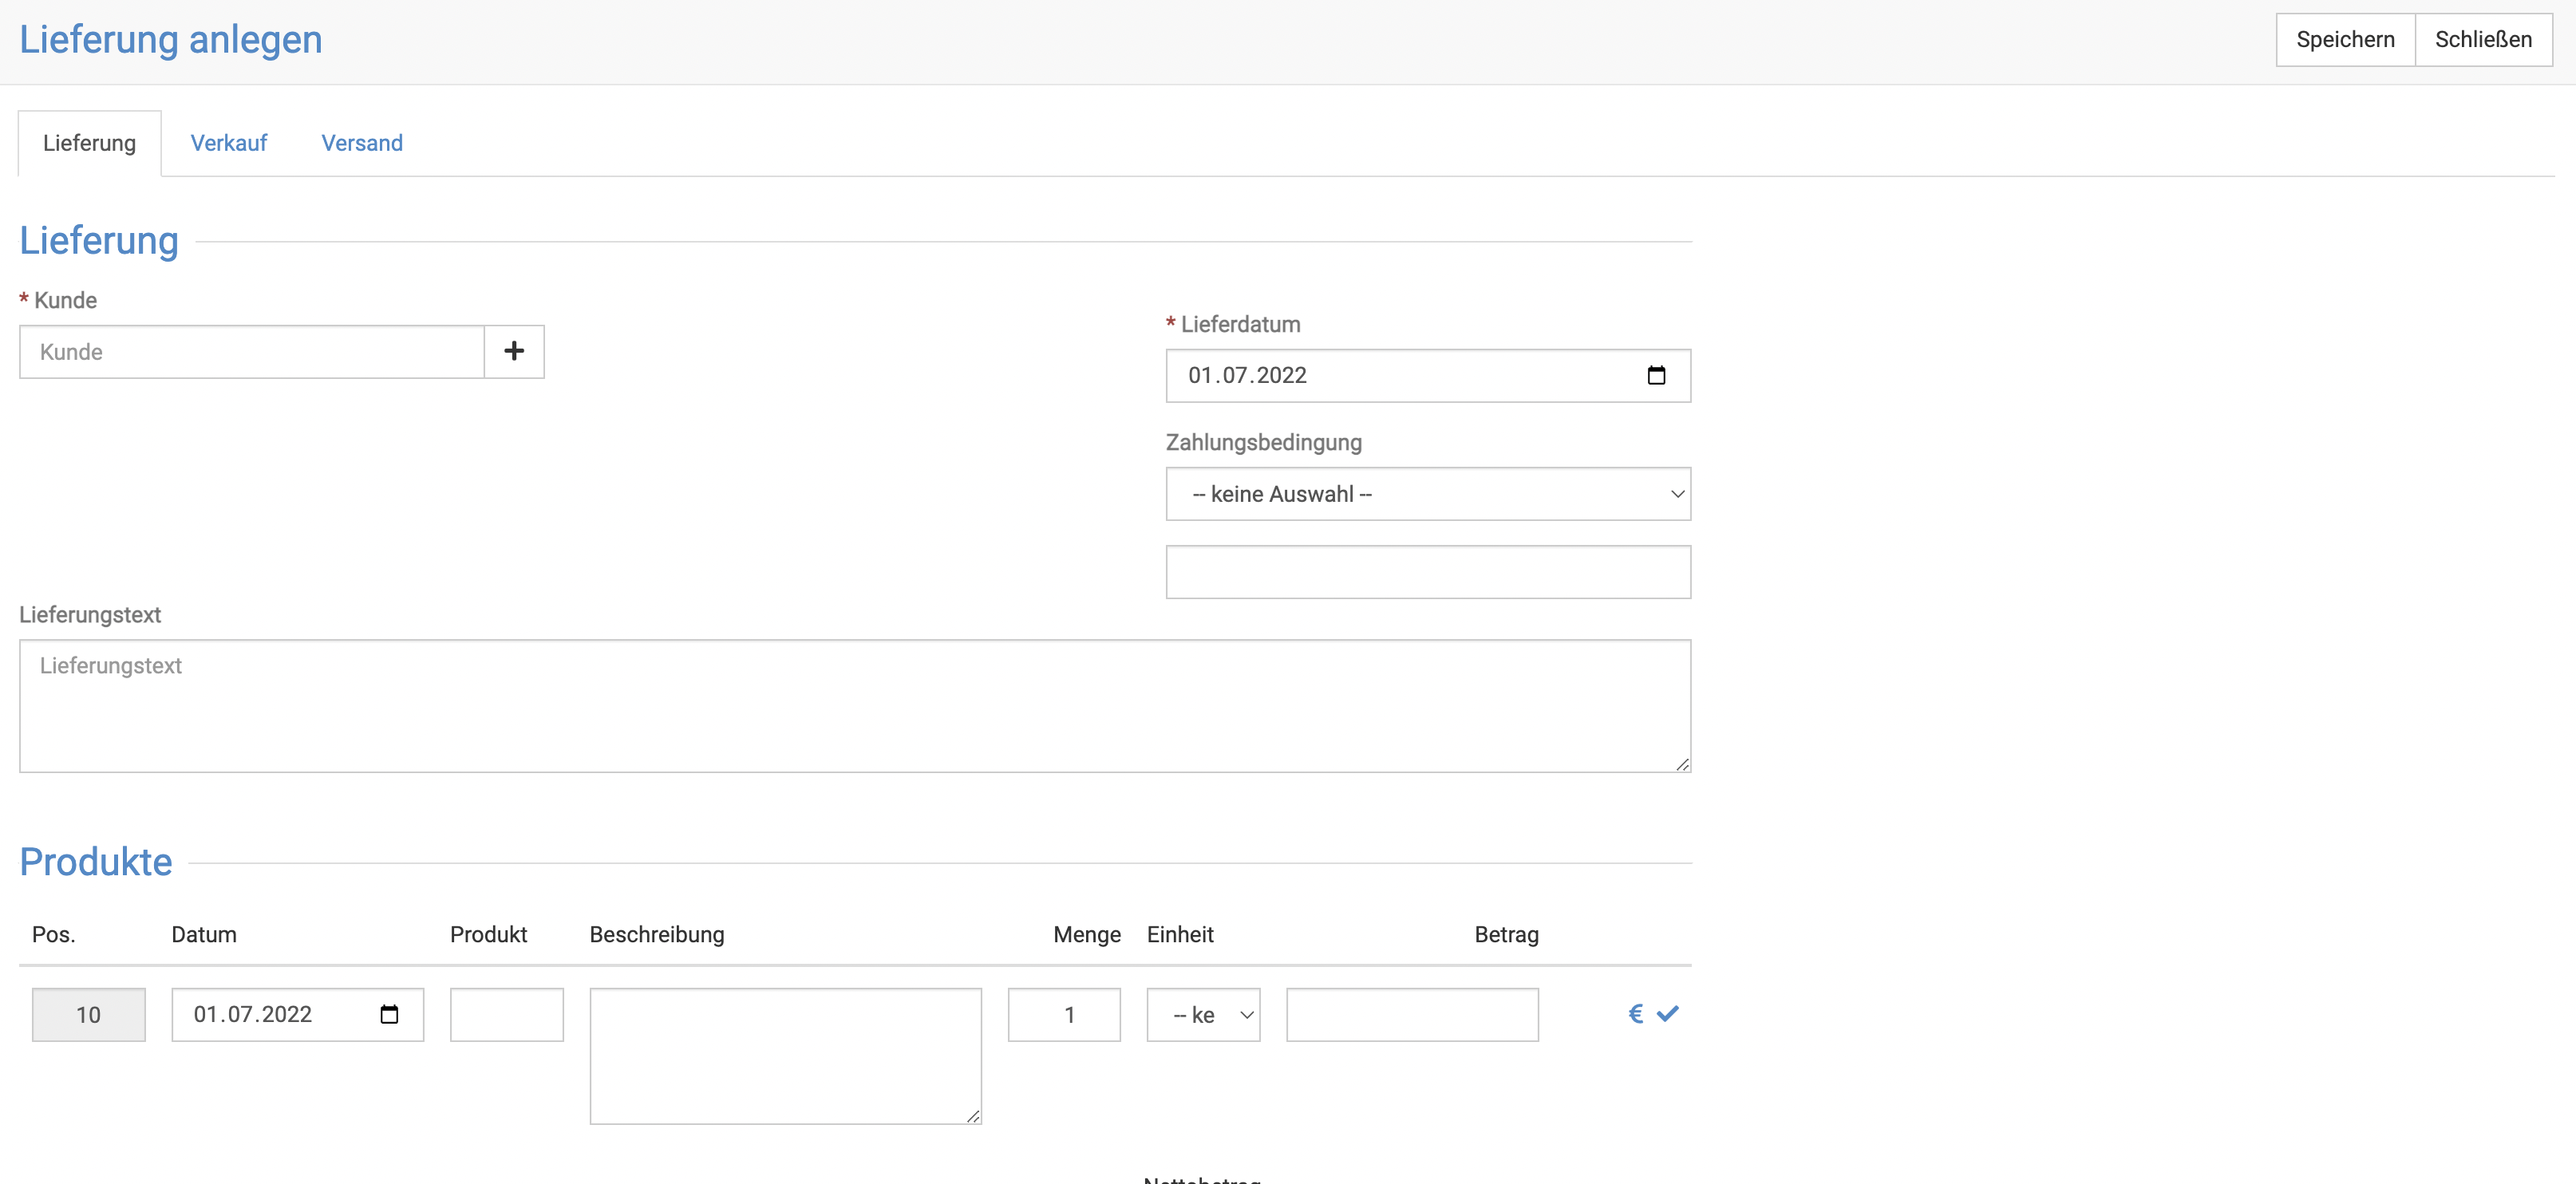 Lieferung anlegen
Speichern
Schließen
Lieferung
Verkauf
Versand
Lieferung
* Kunde
Kunde
* Lieferdatum
01.07.2022
Zahlungsbedingung
-- keine Auswahl --
Lieferungstext
Lieferungstext
Produkte
Pos. Datum Produkt Beschreibung Menge Einheit Betrag
10 01.07.2022 1 -- ke €
Nettobetrag